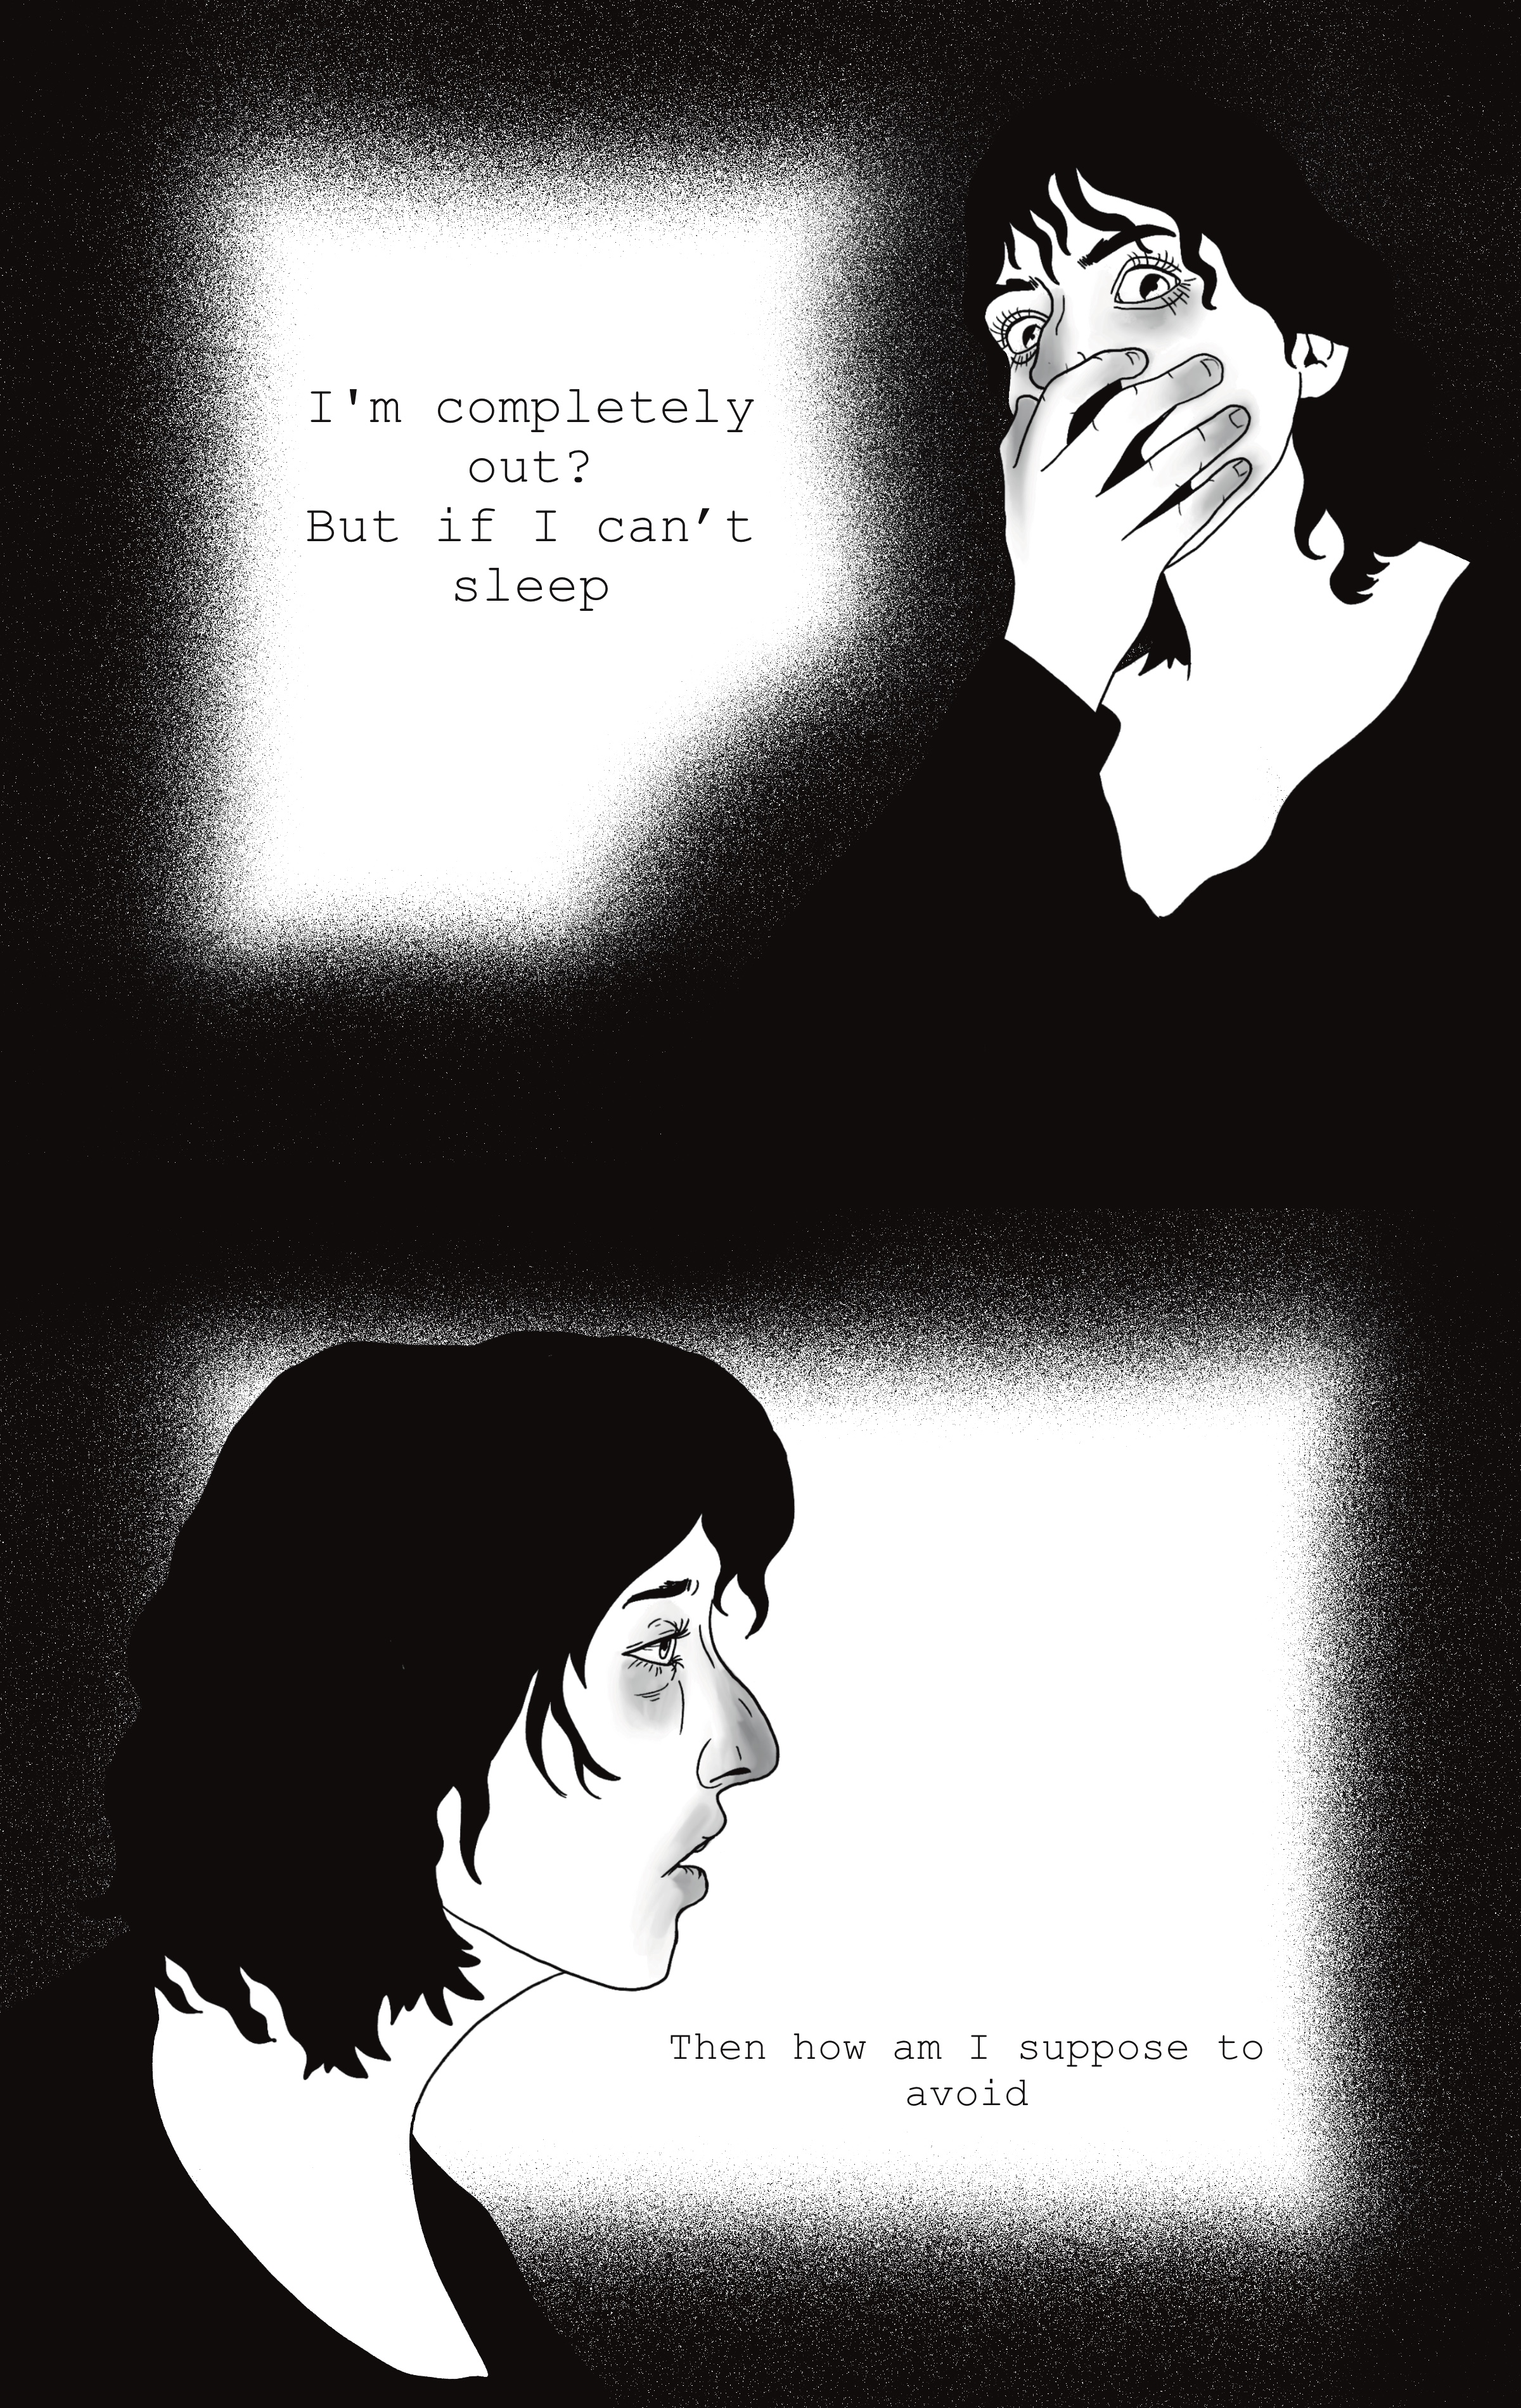 I'm completely
out?
But if I can’t
sleep
Then how am I suppose to
avoid